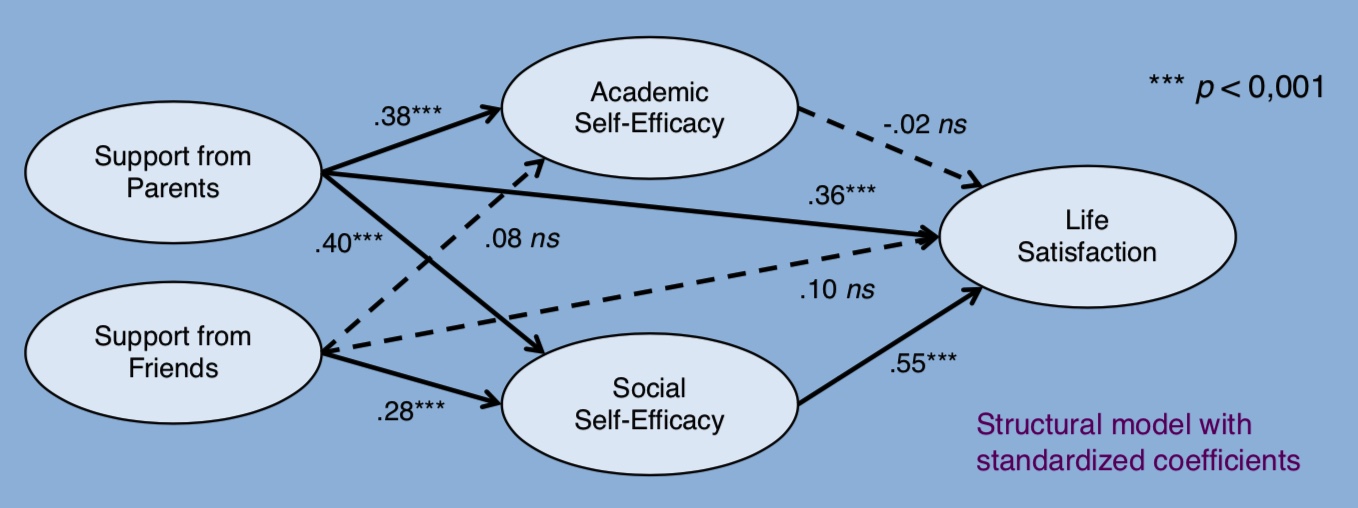 Support from
Parents
Support from
Friends
Academic
Self-Efficacy
Social
Self-Efficacy
Life
Satisfaction
.38***
.40***
.08 ns
.28***
-.02 ns
.36***
.10 ns
.55***
*** p < 0,001
Structural model with
standardized coefficients